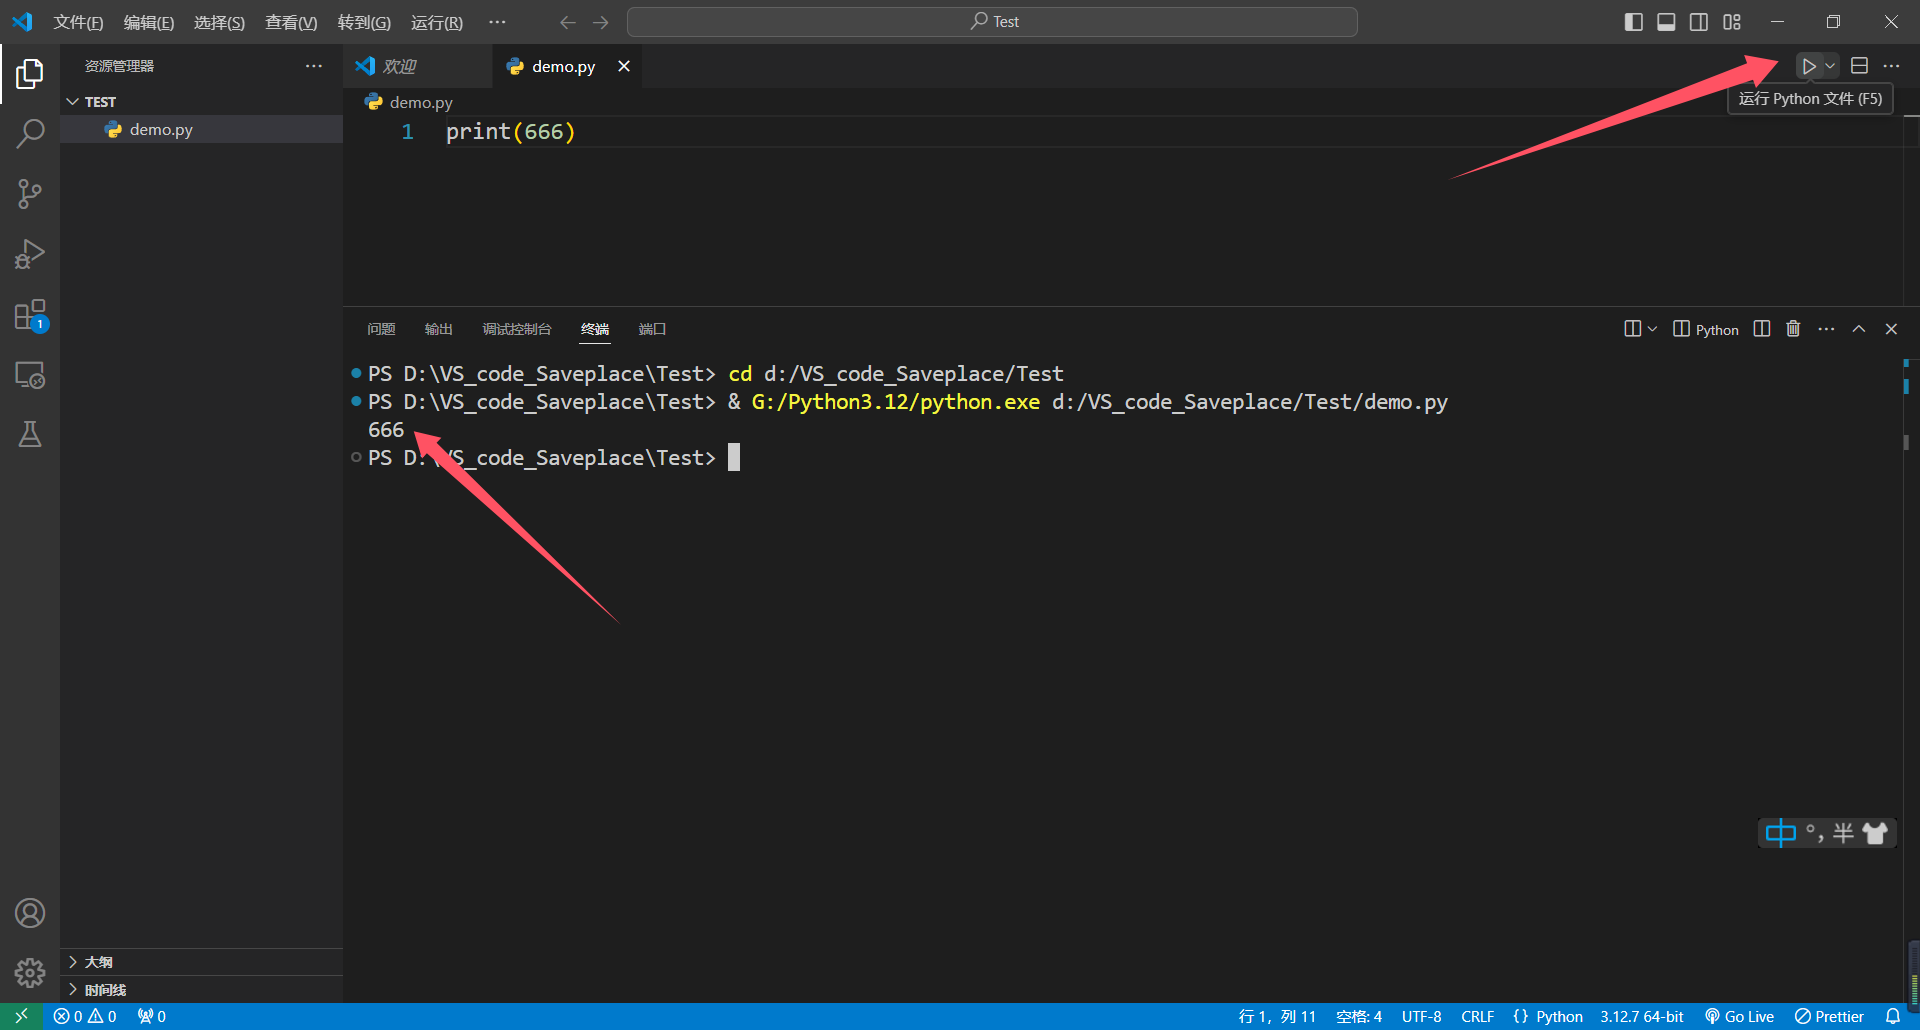 文件(F) 编辑(E) 选择(S) 查看(V) 转到(G) 运行(R) ··· Test
资源管理器 ···
欢迎 demo.py
运行 Python 文件 (F5)
TEST
demo.py
demo.py
1 print(666)
问题 输出 调试控制台 终端 端口 Python
PS D:\VS_code_Saveplace\Test> cd d:/VS_code_Saveplace/Test
PS D:\VS_code_Saveplace\Test> & G:/Python3.12/python.exe d:/VS_code_Saveplace/Test/demo.py
666
PS D:\VS_code_Saveplace\Test>
1
中 °, 半
大纲
时间线
0 0 0 行 1，列 11 空格: 4 UTF-8 CRLF {} Python 3.12.7 64-bit Go Live Prettier